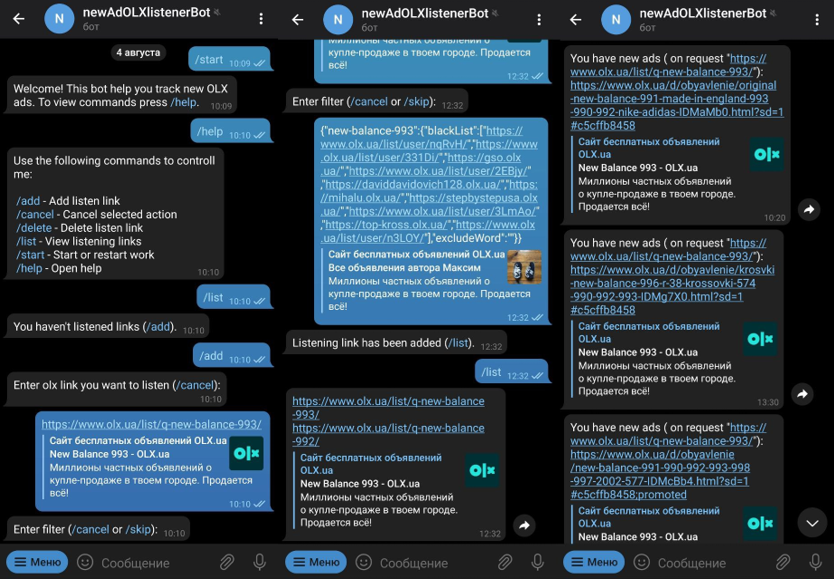 newAdOLXlistenerBot
бот
4 августа
/start 10:09
Welcome! This bot help you track new OLX
ads. To view commands press /help. 10:09
/help 10:10
Use the following commands to controll
me:
/add - Add listen link
/cancel - Cancel selected action
/delete - Delete listen link
/list - View listening links
/start - Start or restart work
/help - Open help
10:10
/list 10:10
You haven't listened links (/add). 10:10
/add 10:10
Enter olx link you want to listen (/cancel):
10:10
https://www.olx.ua/list/q-new-balance-993/
Сайт бесплатных объявлений OLX.ua
New Balance 993 - OLX.ua
Миллионы частных объявлений о
купле-продаже в твоем городе. Продается
всё!
olx
10:10
Enter filter (/cancel or /skip): 10:10
Меню
Сообщение
newAdOLXlistenerBot
бот
Миллионы частных объявлений о
купле-продаже в твоем городе. Продается
всё!
12:32
Enter filter (/cancel or /skip): 12:32
{"new-balance-993":{"blackList":["https://
www.olx.ua/list/user/nqRvH/","https://www
.olx.ua/list/user/331Di/","https://gso.olx
.ua/","https://www.olx.ua/list/user/2EBjy/"
,"https://daviddavidovich128.olx.ua/","https:
//mihalu.olx.ua/","https://stepbystepusa.olx
.ua/","https://www.olx.ua/list/user/3LmAo/"
,"https://top-kross.olx.ua/","https://www.olx
.ua/list/user/n3LOY/"],"excludeWord":""}}
Сайт бесплатных объявлений OLX.ua
Все объявления автора Максим
Миллионы частных объявлений о
купле-продаже в твоем городе. Продается
всё!
12:32
Listening link has been added (/list). 12:32
/list 12:32
https://www.olx.ua/list/q-new-balance
-993/
https://www.olx.ua/list/q-new-balance
-992/
Сайт бесплатных объявлений
OLX.ua
New Balance 993 - OLX.ua
Миллионы частных объявлений
о купле-продаже в твоем городе.
Продается всё!
olx
12:32
Меню
Сообщение
newAdOLXlistenerBot
бот
You have new ads ( on request "https://
www.olx.ua/list/q-new-balance-993/"):
https://www.olx.ua/d/obyavlenie/original
-new-balance-991-made-in-england-993
-990-992-nike-adidas-IDMaMb0.html?sd=1
#c5cffb8458
Сайт бесплатных объявлений
OLX.ua
New Balance 993 - OLX.ua
Миллионы частных объявлений
о купле-продаже в твоем городе.
Продается всё!
olx
10:20
You have new ads ( on request "https://
www.olx.ua/list/q-new-balance-993/"):
https://www.olx.ua/d/obyavlenie/krosvki
-new-balance-996-r-38-krossovki-574
-990-992-993-IDMg7X0.html?sd=1
#c5cffb8458
Сайт бесплатных объявлений
OLX.ua
New Balance 993 - OLX.ua
Миллионы частных объявлений
о купле-продаже в твоем городе.
Продается всё!
olx
13:30
You have new ads ( on request "https://
www.olx.ua/list/q-new-balance-993/"):
https://www.olx.ua/d/obyavlenie
/new-balance-991-990-992-993-998
-997-2002-577-IDMcBb4.html?sd=1
#c5cffb8458;promoted
Сайт бесплатных объявлений
OLX.ua
New Balance 993 - OLX.ua
olx
Меню
Сообщение